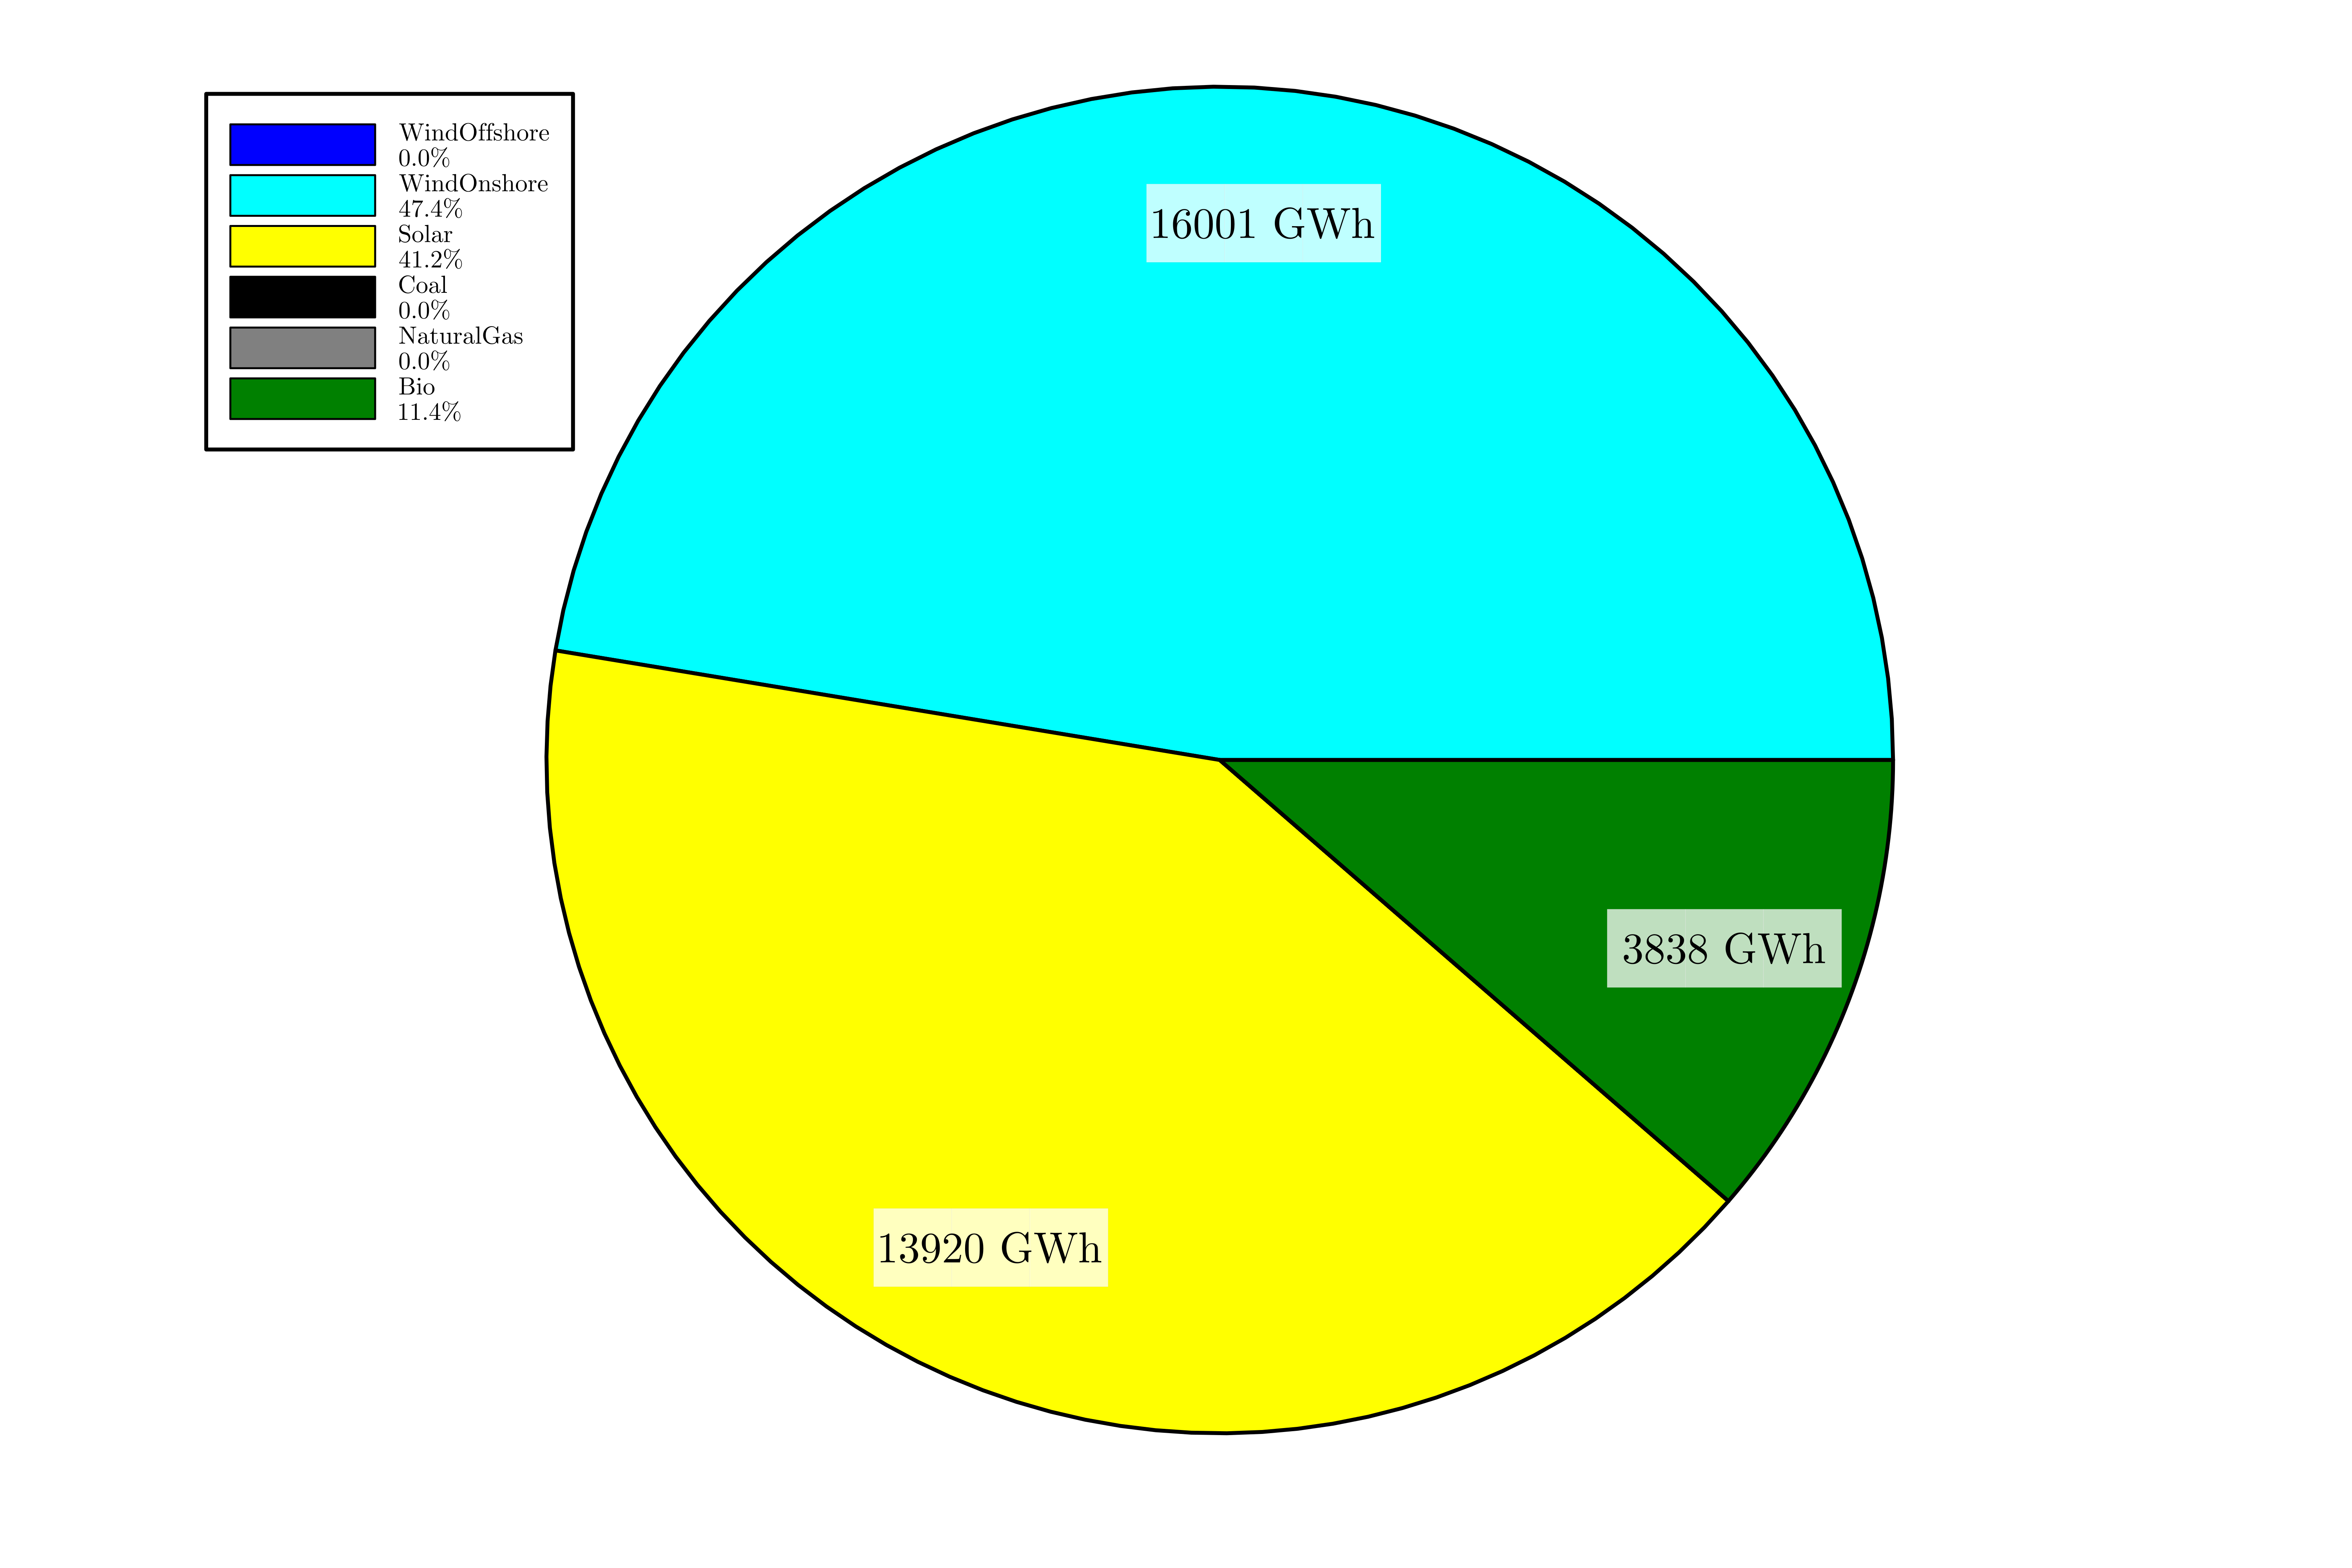 WindOffshore
0.0%
WindOnshore
47.4%
Solar
41.2%
Coal
0.0%
NaturalGas
0.0%
Bio
11.4%
16001 GWh
3838 GWh
13920 GWh